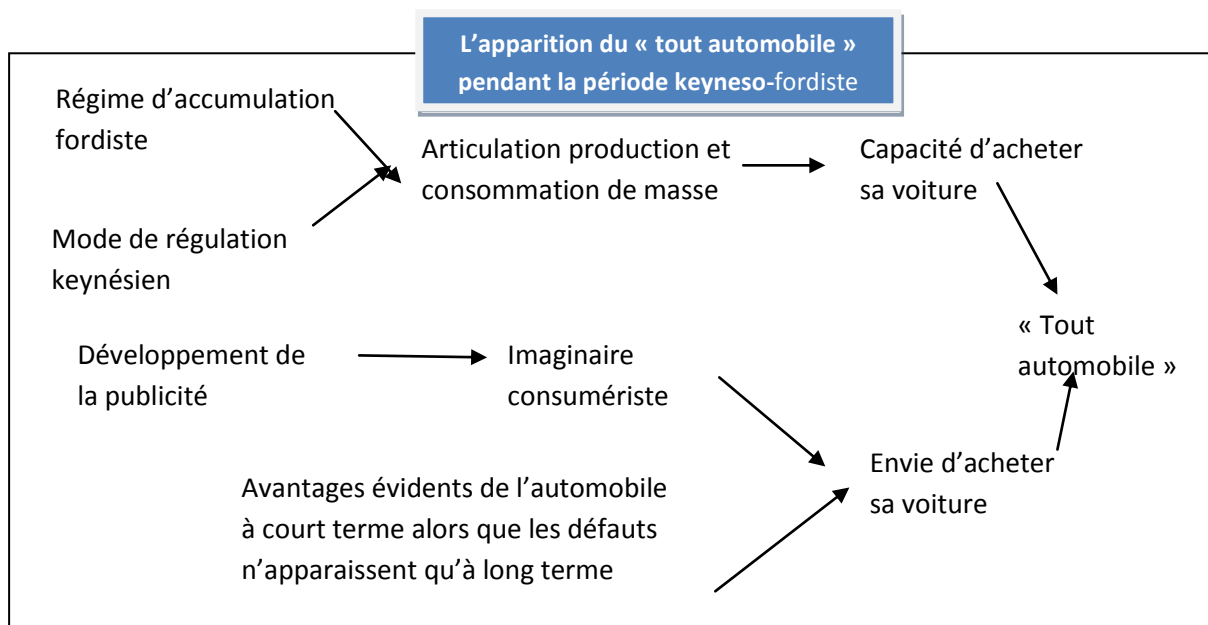 L'apparition du « tout automobile »
pendant la période keyneso-fordiste
Régime d'accumulation
fordiste
Articulation production et
consommation de masse
Capacité d'acheter
sa voiture
Mode de régulation
keynésien
« Tout
automobile »
Développement de
la publicité
Imaginaire
consumériste
Envie d'acheter
sa voiture
Avantages évidents de l'automobile
à court terme alors que les défauts
n'apparaissent qu'à long terme